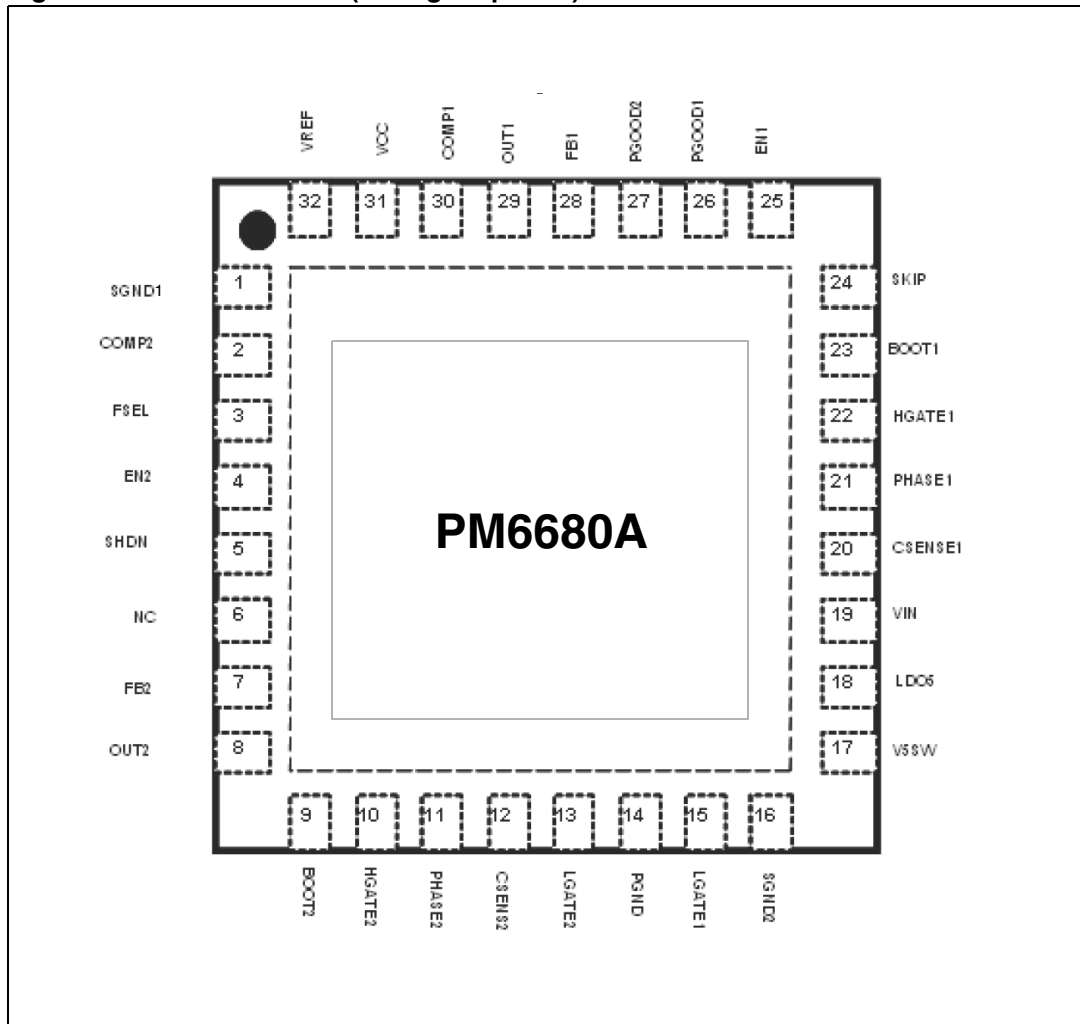 VREF
VCC
COMP1
OUT1
FB1
PGOOD2
PGOOD1
EN1
32 31 30 29 28 27 26 25
SGND1 1
COMP2 2
FSEL 3
EN2 4
SHDN 5
NC 6
FB2 7
OUT2 8
PM6680A
24 SKIP
23 BOOT1
22 HGATE1
21 PHASE1
20 CSENSE1
19 VIN
18 LDO5
17 V5SW
9 10 11 12 13 14 15 16
BOOT2
HGATE2
PHASE2
CSENS2
LGATE2
PGND
LGATE1
SGND2